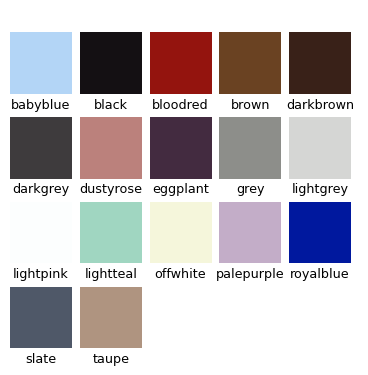 babyblue black bloodred brown darkbrown
darkgrey dustyrose eggplant grey lightgrey
lightpink lightteal offwhite palepurple royalblue
slate taupe